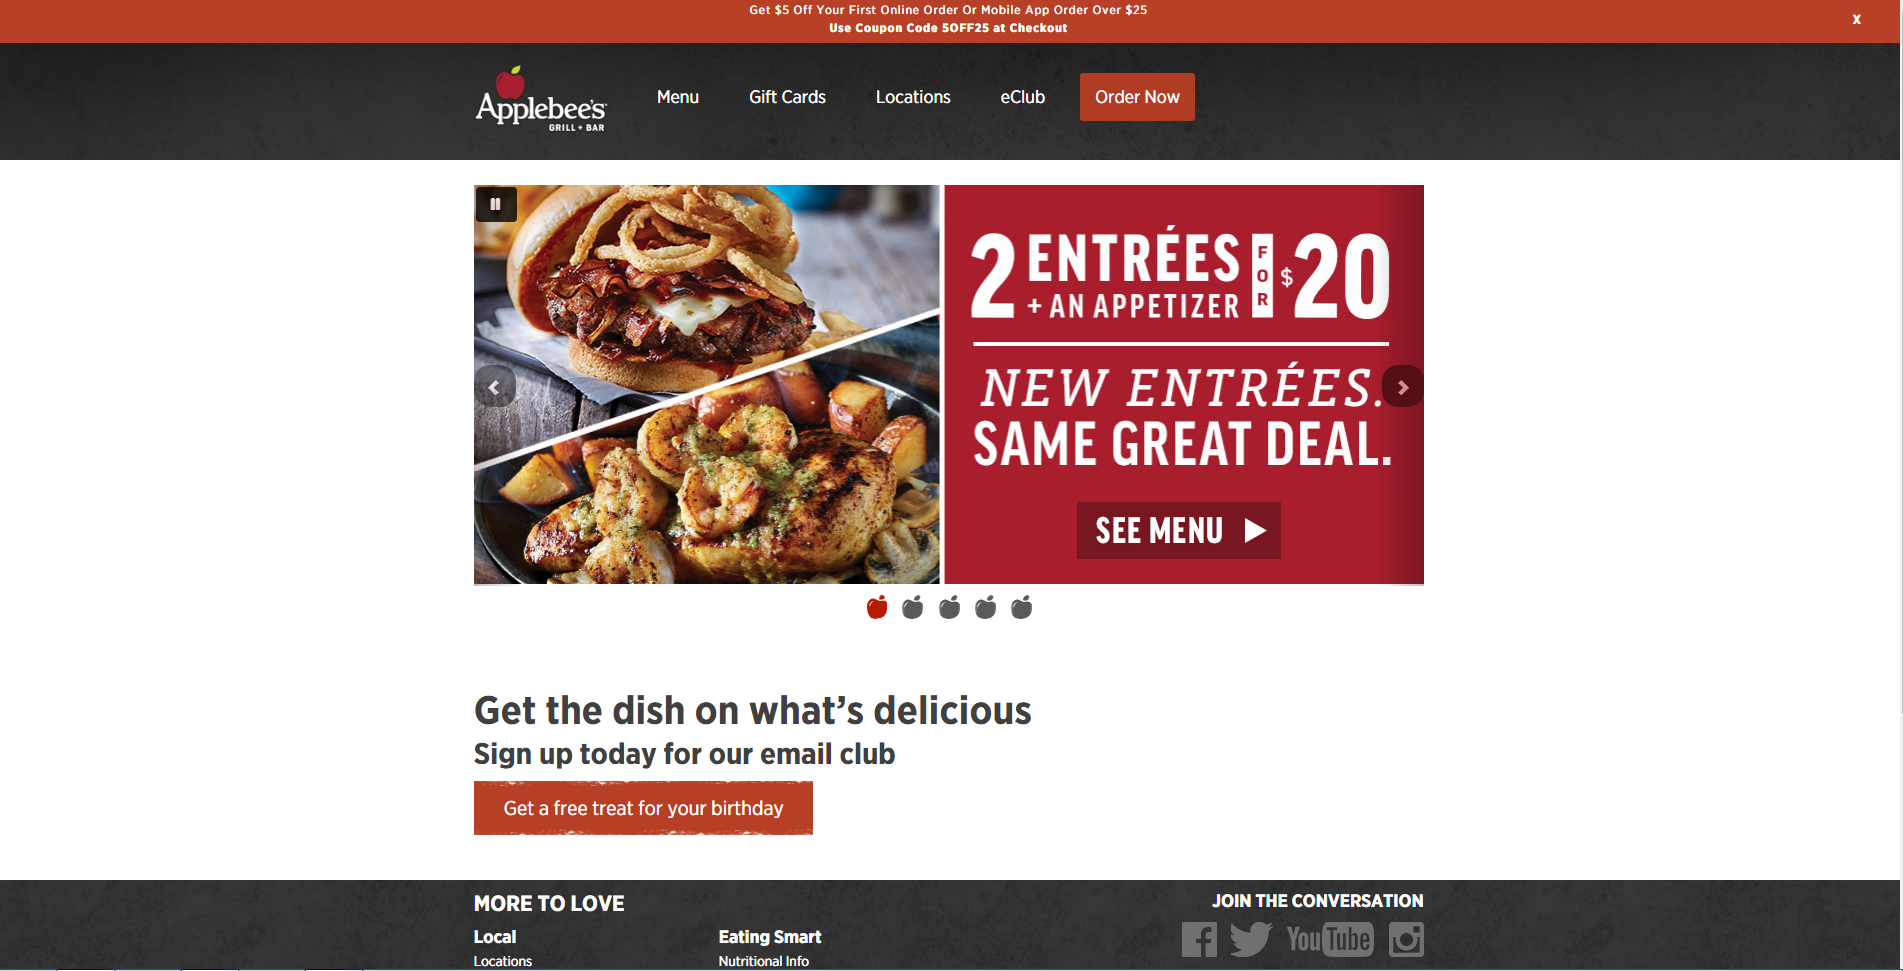 Get $5 Off Your First Online Order Or Mobile App Order Over $25
Use Coupon Code 5OFF25 at Checkout
X
Applebee's
GRILL + BAR
Menu
Gift Cards
Locations
eClub
Order Now
2 ENTRÉES + AN APPETIZER FOR $20
NEW ENTRÉES.
SAME GREAT DEAL.
SEE MENU
Get the dish on what's delicious
Sign up today for our email club
Get a free treat for your birthday
MORE TO LOVE
Local
Locations
Eating Smart
Nutritional Info
JOIN THE CONVERSATION
YouTube